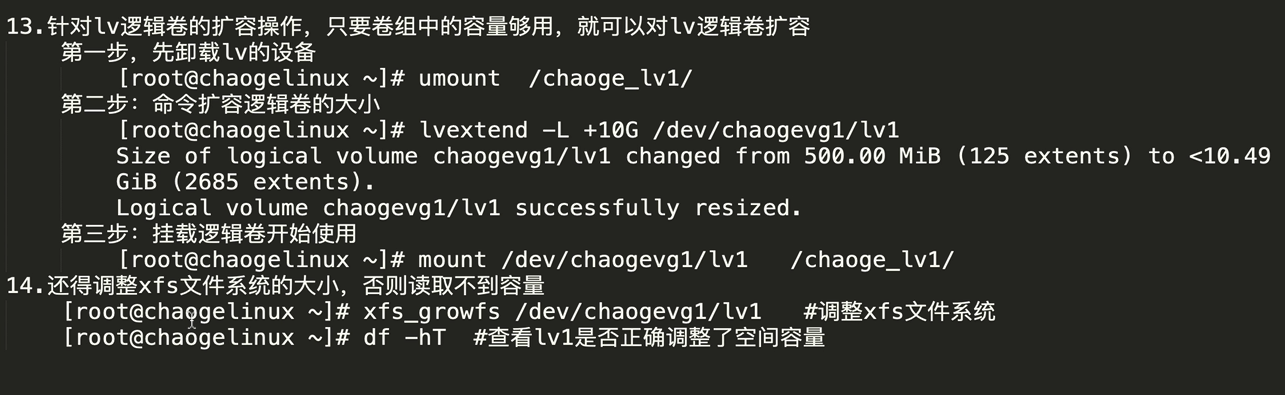 13.针对lv逻辑卷的扩容操作，只要卷组中的容量够用，就可以对lv逻辑卷扩容
第一步，先卸载lv的设备
[root@chaogelinux ~]# umount  /chaoge_lv1/
第二步：命令扩容逻辑卷的大小
[root@chaogelinux ~]# lvextend -L +10G /dev/chaogevg1/lv1
Size of logical volume chaogevg1/lv1 changed from 500.00 MiB (125 extents) to <10.49
GiB (2685 extents).
Logical volume chaogevg1/lv1 successfully resized.
第三步：挂载逻辑卷开始使用
[root@chaogelinux ~]# mount /dev/chaogevg1/lv1   /chaoge_lv1/
14.还得调整xfs文件系统的大小，否则读取不到容量
[root@chaogelinux ~]# xfs_growfs /dev/chaogevg1/lv1   #调整xfs文件系统
[root@chaogelinux ~]# df -hT  #查看lv1是否正确调整了空间容量